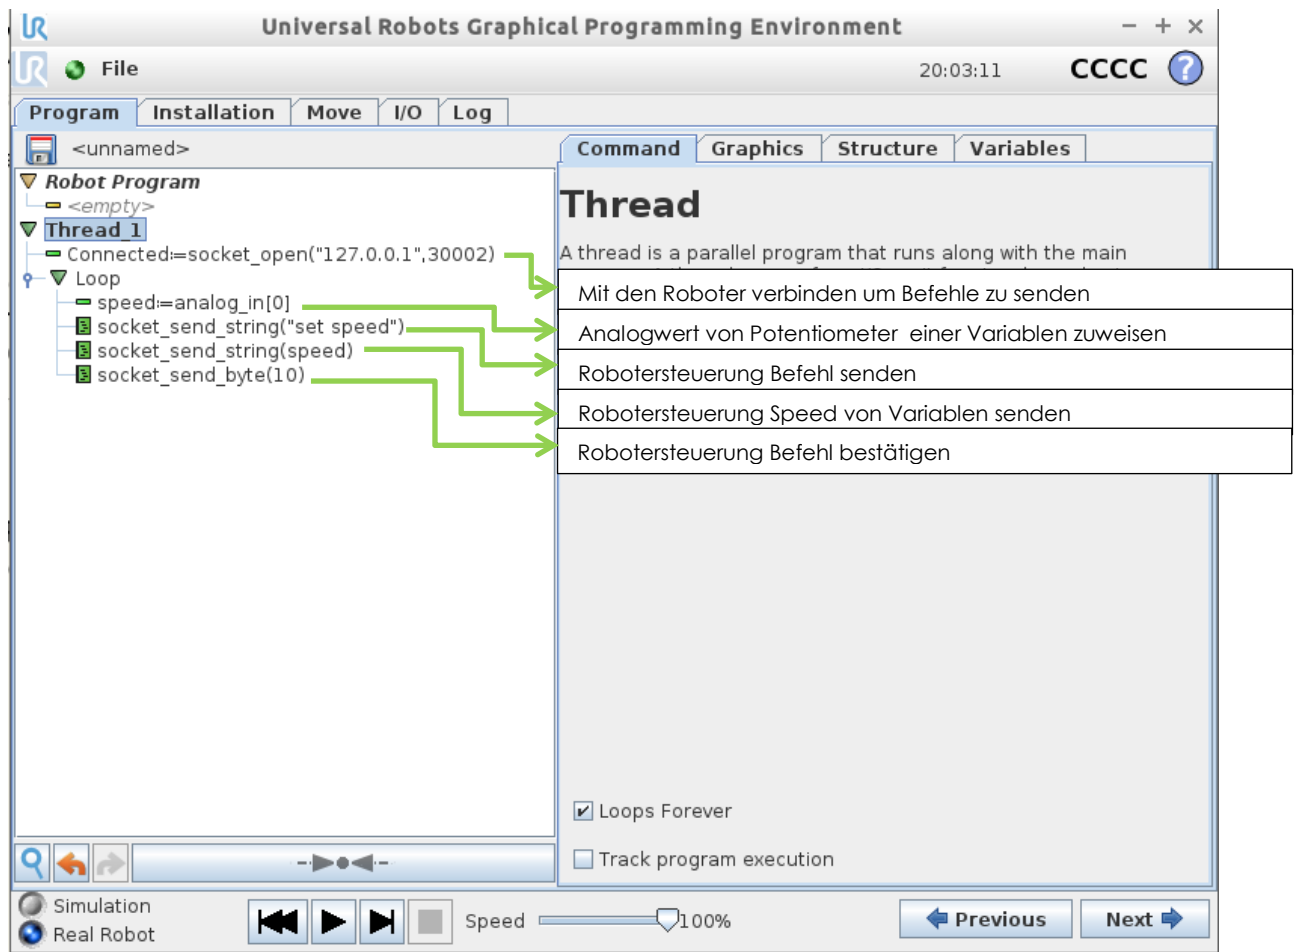 Universal Robots Graphical Programming Environment
File
20:03:11
CCCC
?
Program Installation Move I/O Log
<unnamed>
Command Graphics Structure Variables
Robot Program
<empty>
Thread_1
Connected:=socket_open("127.0.0.1",30002)
Loop
speed:=analog_in[0]
socket_send_string("set speed")
socket_send_string(speed)
socket_send_byte(10)
Thread
A thread is a parallel program that runs along with the main
Mit den Roboter verbinden um Befehle zu senden
Analogwert von Potentiometer einer Variablen zuweisen
Robotersteuerung Befehl senden
Robotersteuerung Speed von Variablen senden
Robotersteuerung Befehl bestätigen
Loops Forever
Track program execution
Simulation
Real Robot
Speed 100%
Previous
Next